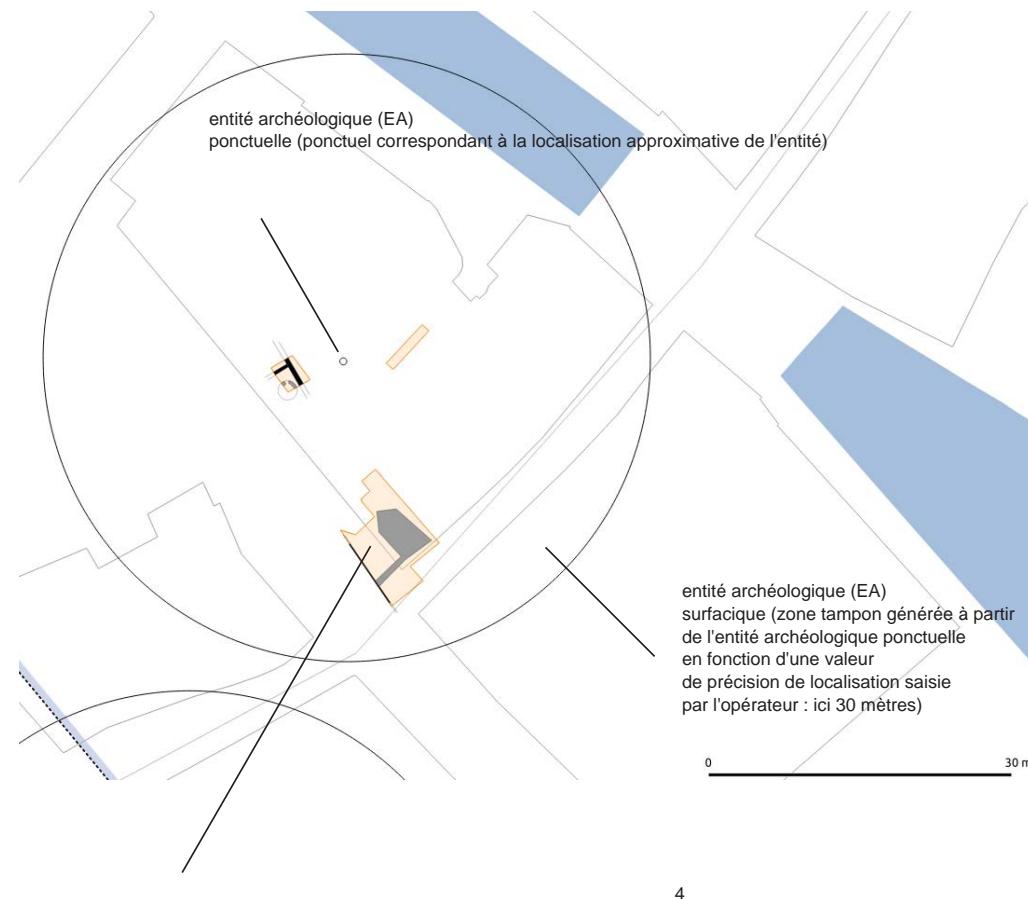 entité archéologique (EA)
ponctuelle (ponctuel correspondant à la localisation approximative de l'entité)
entité archéologique (EA)
surfacique (zone tampon générée à partir
de l'entité archéologique ponctuelle
en fonction d'une valeur
de précision de localisation saisie
par l'opérateur : ici 30 mètres)
0 30 m
4